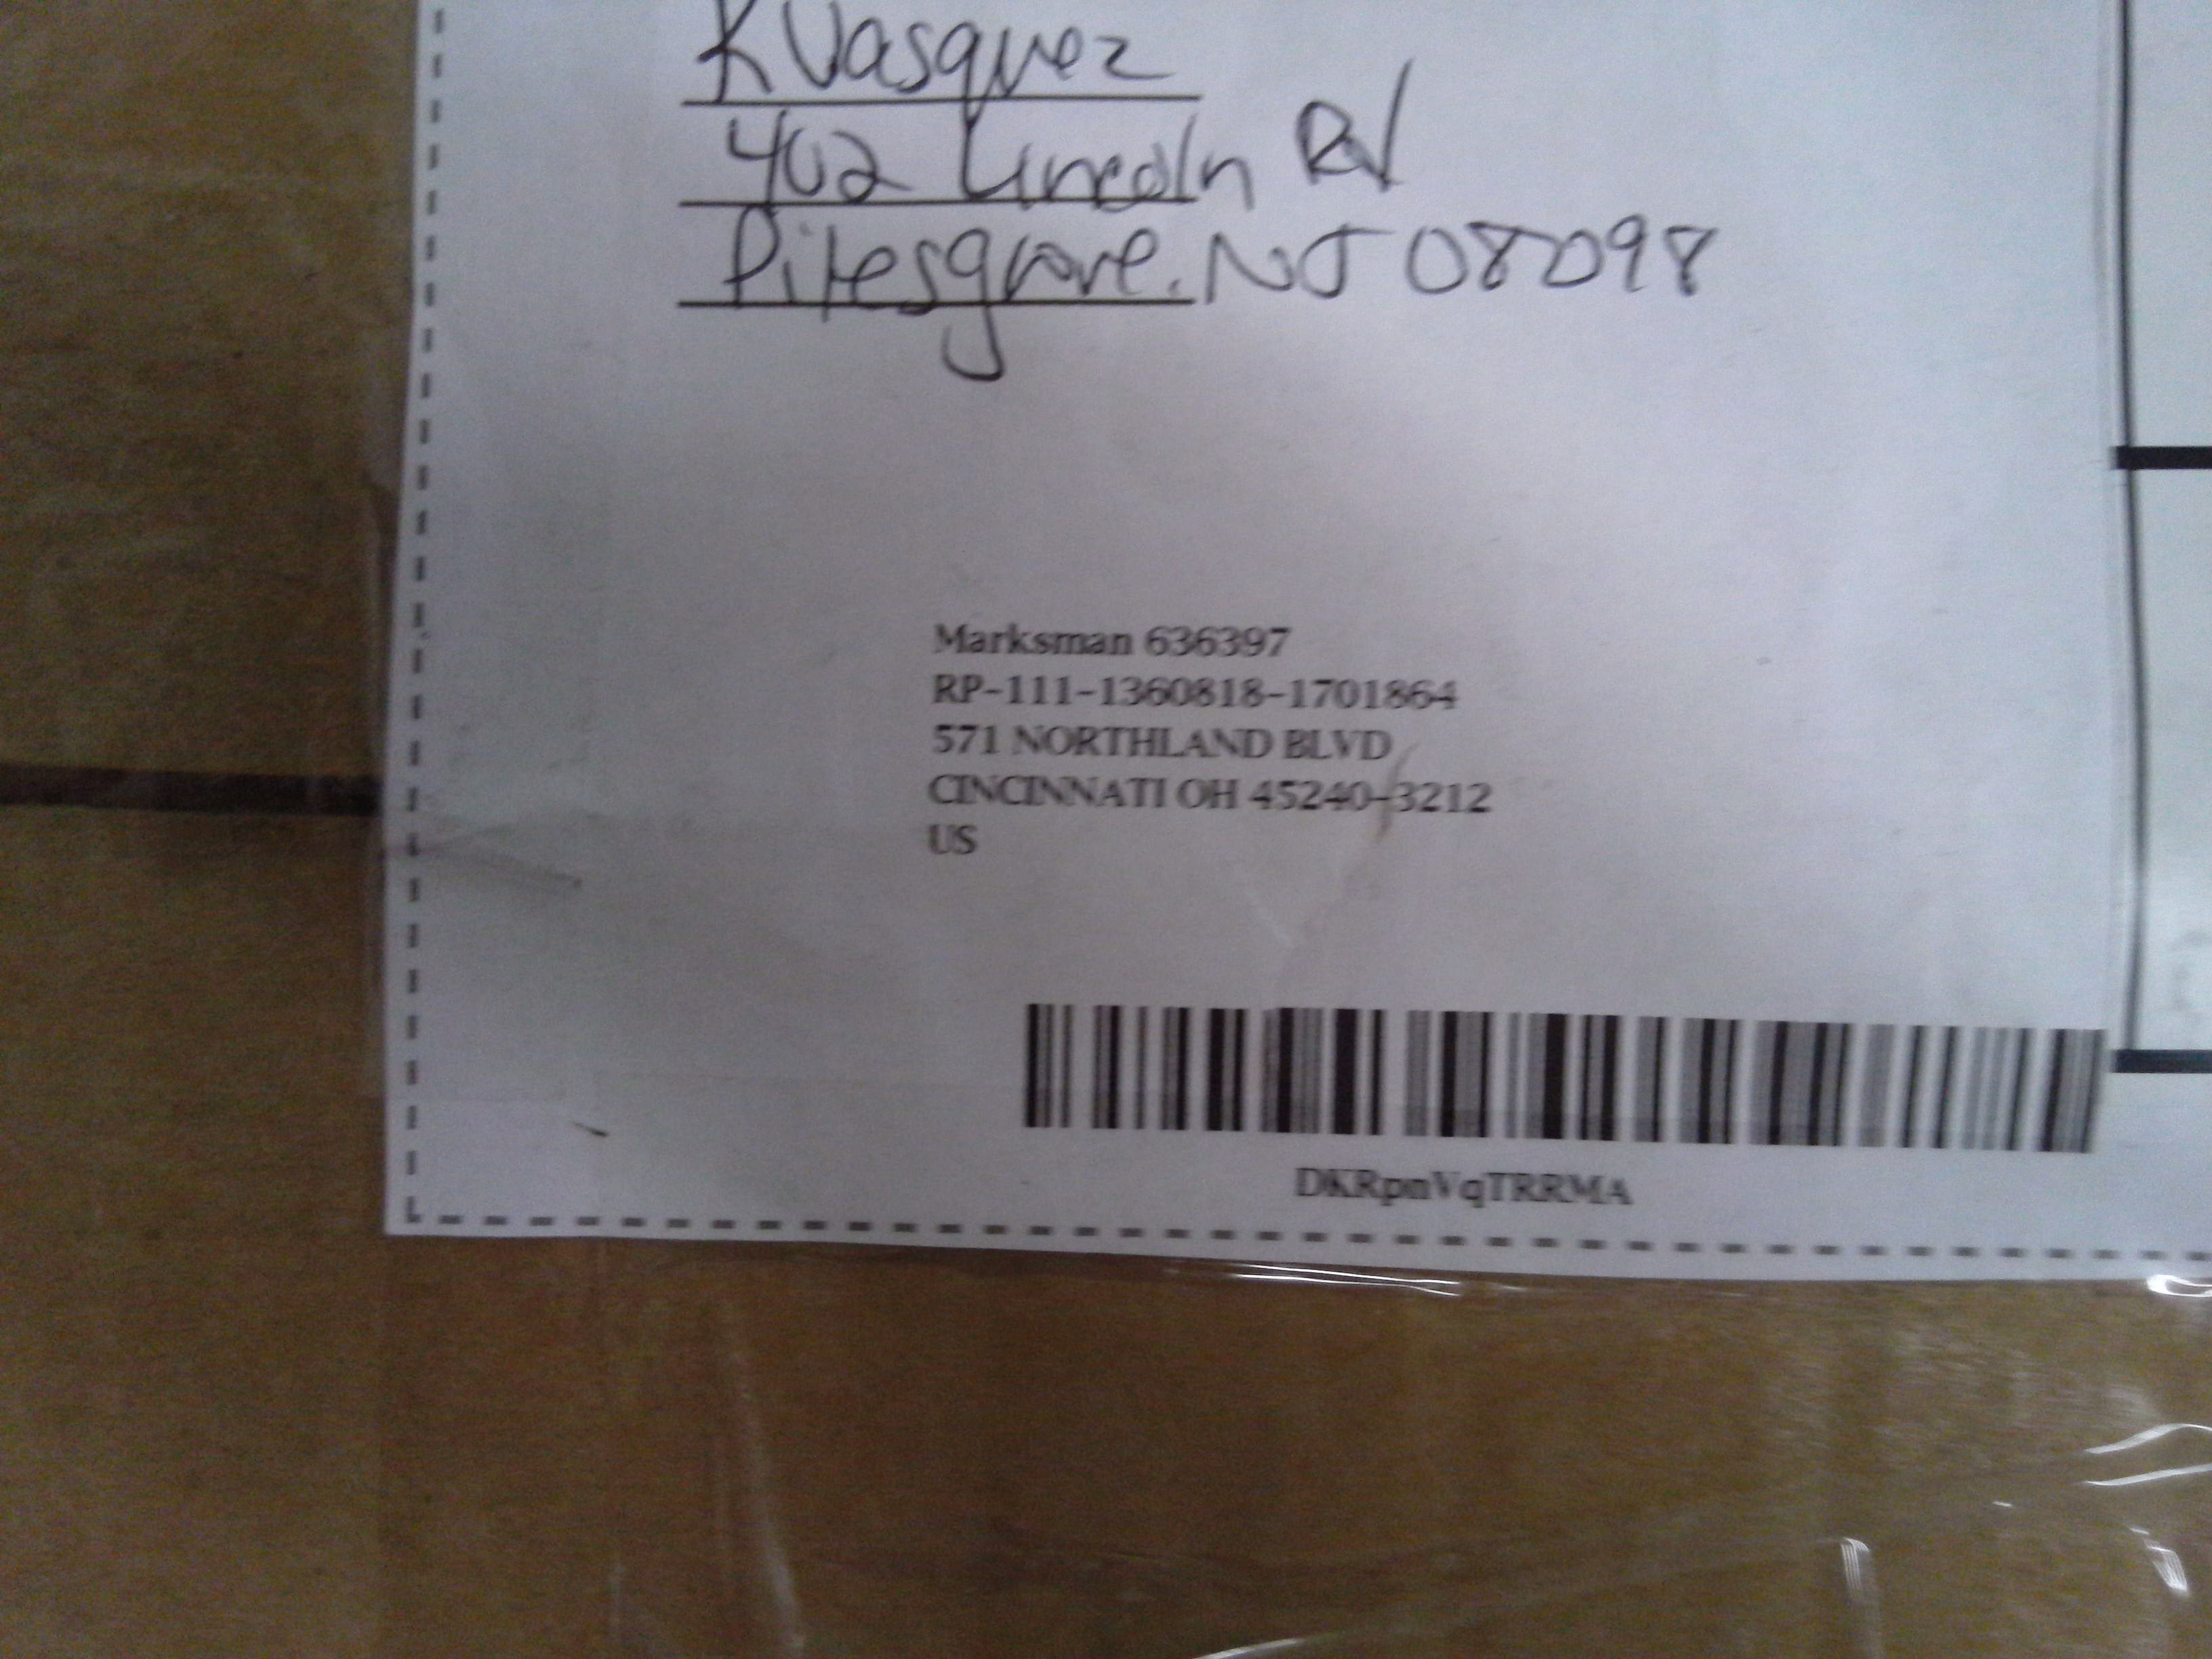 K Vasquez
402 Lincoln Rd
Pitesgrove. NJ 08098
Marksman 636397
RP-111-1360818-1701864
571 NORTHLAND BLVD
CINCINNATI OH 45240-3212
US
DKRpnVqTRRMA